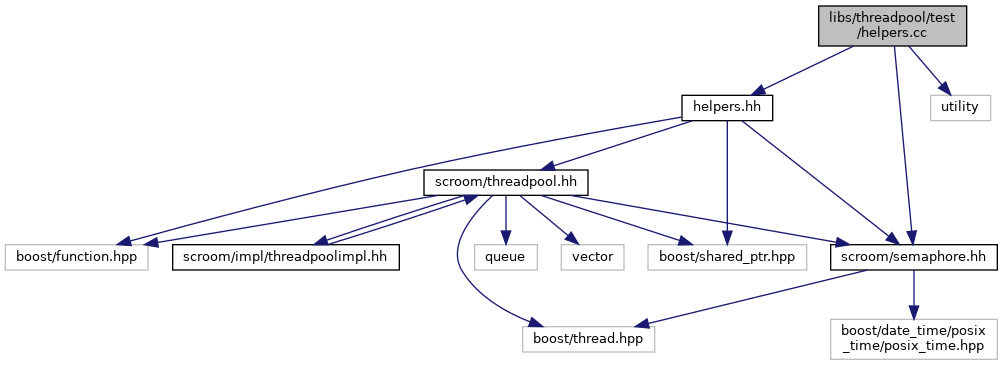 libs/threadpool/test
/helpers.cc
helpers.hh
utility
scroom/threadpool.hh
boost/function.hpp
scroom/impl/threadpoolimpl.hh
queue
vector
boost/shared_ptr.hpp
scroom/semaphore.hh
boost/thread.hpp
boost/date_time/posix
_time/posix_time.hpp